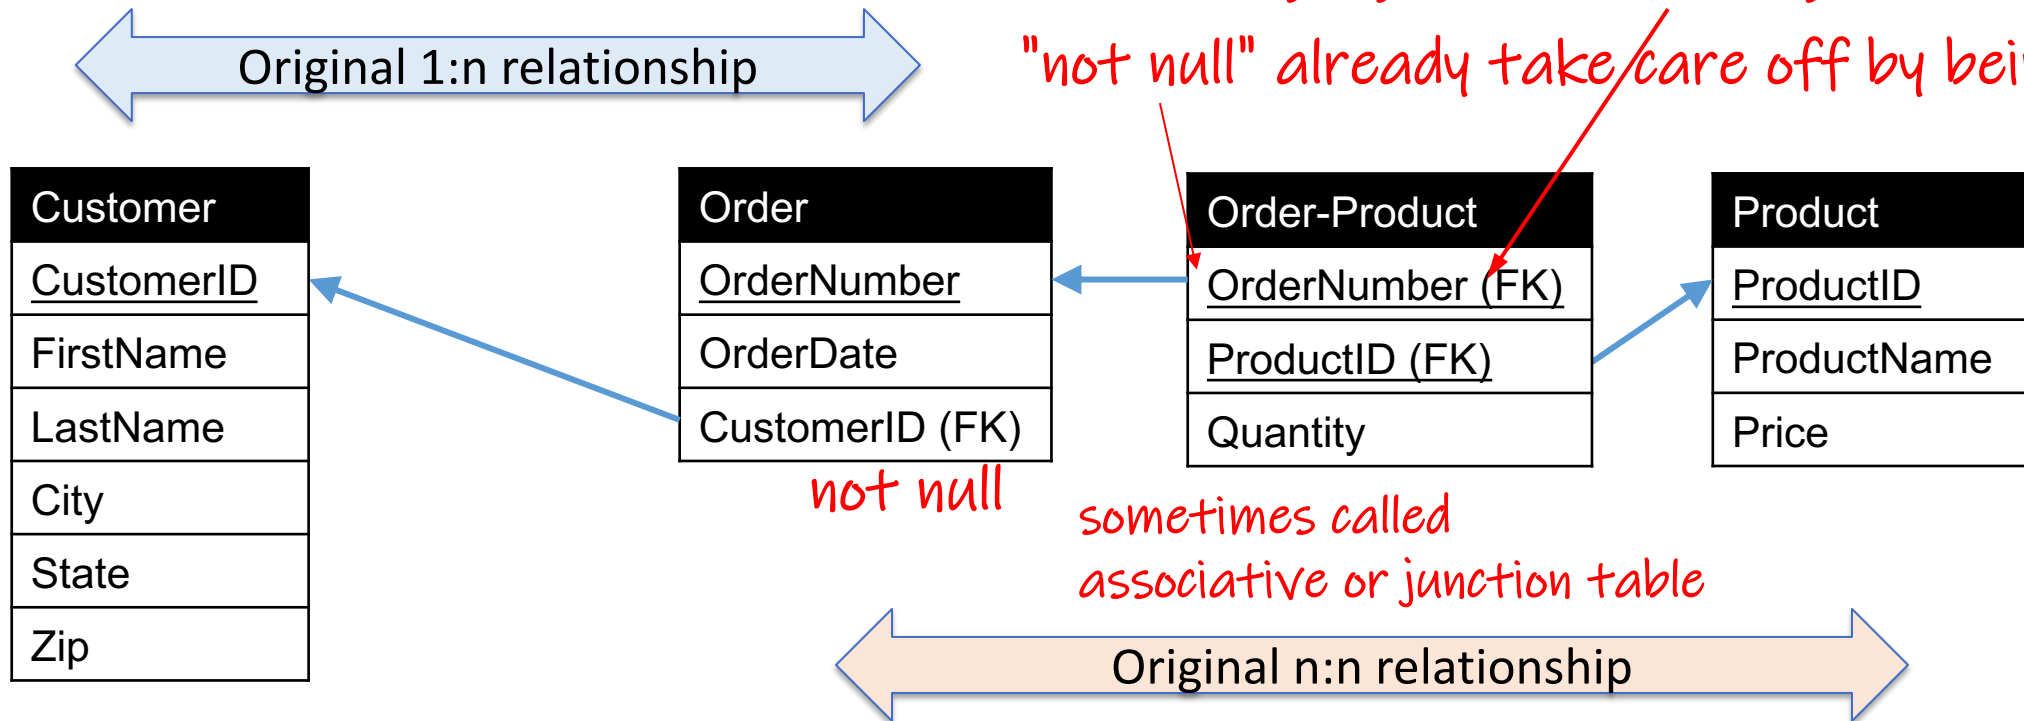 Original 1:n relationship
"not null" already take care off by
Customer
CustomerID
FirstName
LastName
City
State
Zip
Order
OrderNumber
OrderDate
CustomerID (FK)
not null
Order-Product
OrderNumber (FK)
ProductID (FK)
Quantity
sometimes called
associative or junction table
Product
ProductID
ProductName
Price
Original n:n relationship